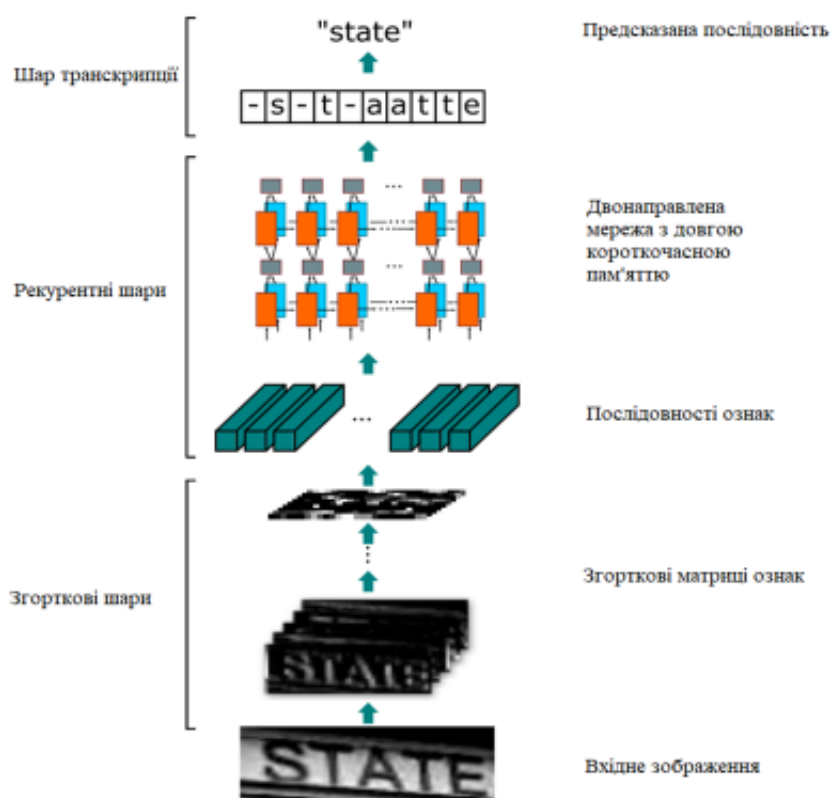 "state"
Предсказана послідовність
Шар транскрипції
-s-t-aatte
Двонаправлена
мережа з довгою
короткочасною
пам'яттю
Рекурентні шари
...
...
Послідовності ознак
...
Згорткові матриці ознак
Згорткові шари
STATE
STATE
Вхідне зображення